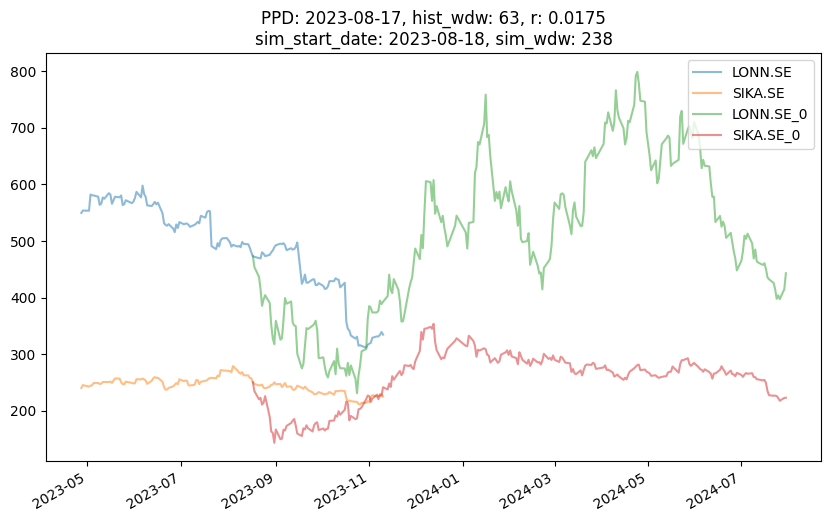 PPD: 2023-08-17, hist_wdw: 63, r: 0.0175
sim_start_date: 2023-08-18, sim_wdw: 238
LONN.SE
SIKA.SE
LONN.SE_0
SIKA.SE_0
800
700
600
500
400
300
200
2023-05
2023-07
2023-09
2023-11
2024-01
2024-03
2024-05
2024-07